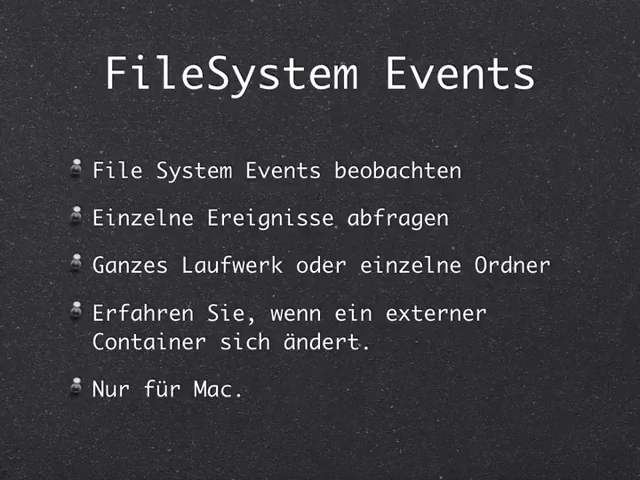 FileSystem Events
File System Events beobachten
Einzelne Ereignisse abfragen
Ganzes Laufwerk oder einzelne Ordner
Erfahren Sie, wenn ein externer
Container sich ändert.
Nur für Mac.